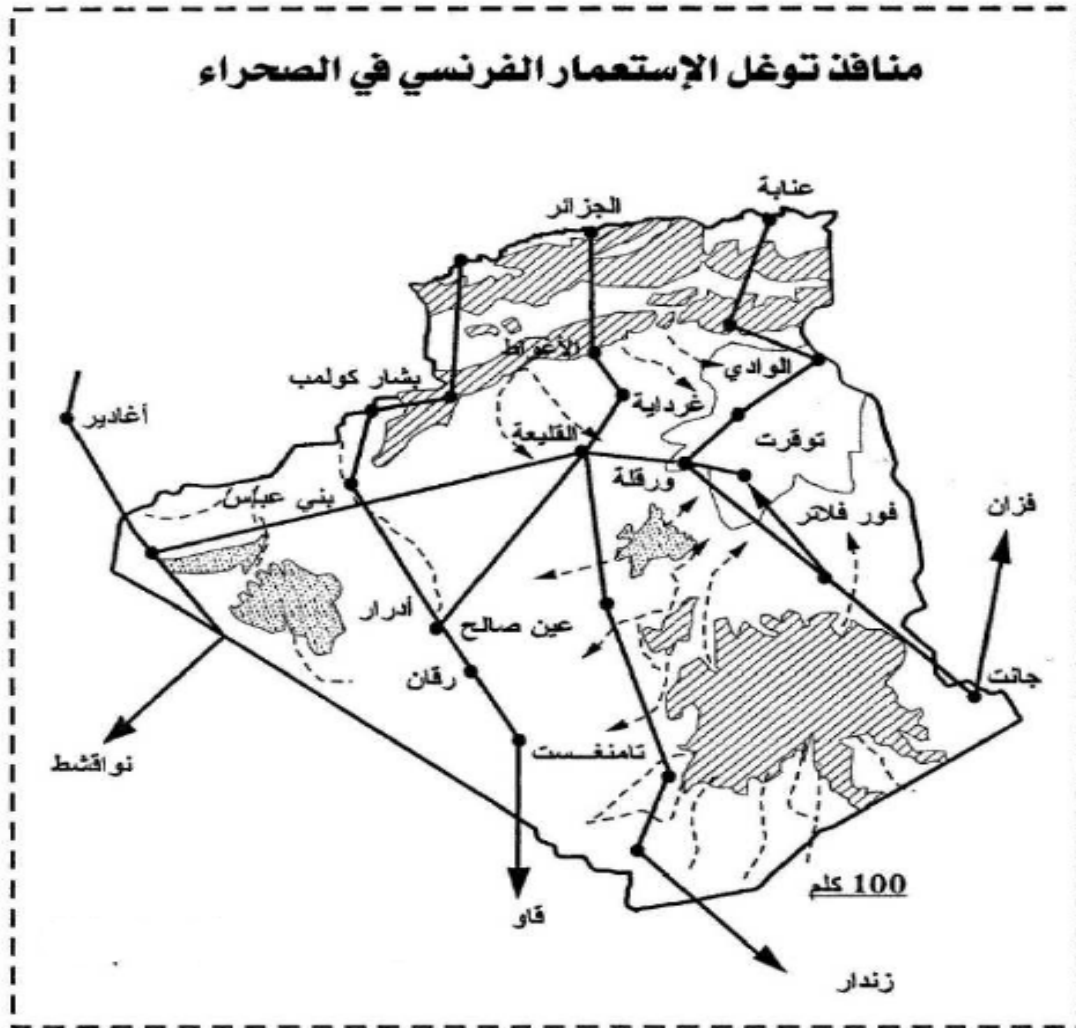 منافذ توغل الإستعمار الفرنسي في الصحراء
عنابة
الجزائر
الأغواط
الوادي
بشار كولمب
غرداية
أغادير
القليعة
توقرت
ورقلة
بني عباس
فور فلاتر
فزان
أدرار
عين صالح
رقان
جانت
تامنغست
نواقشط
100 كلم
قاو
زندار